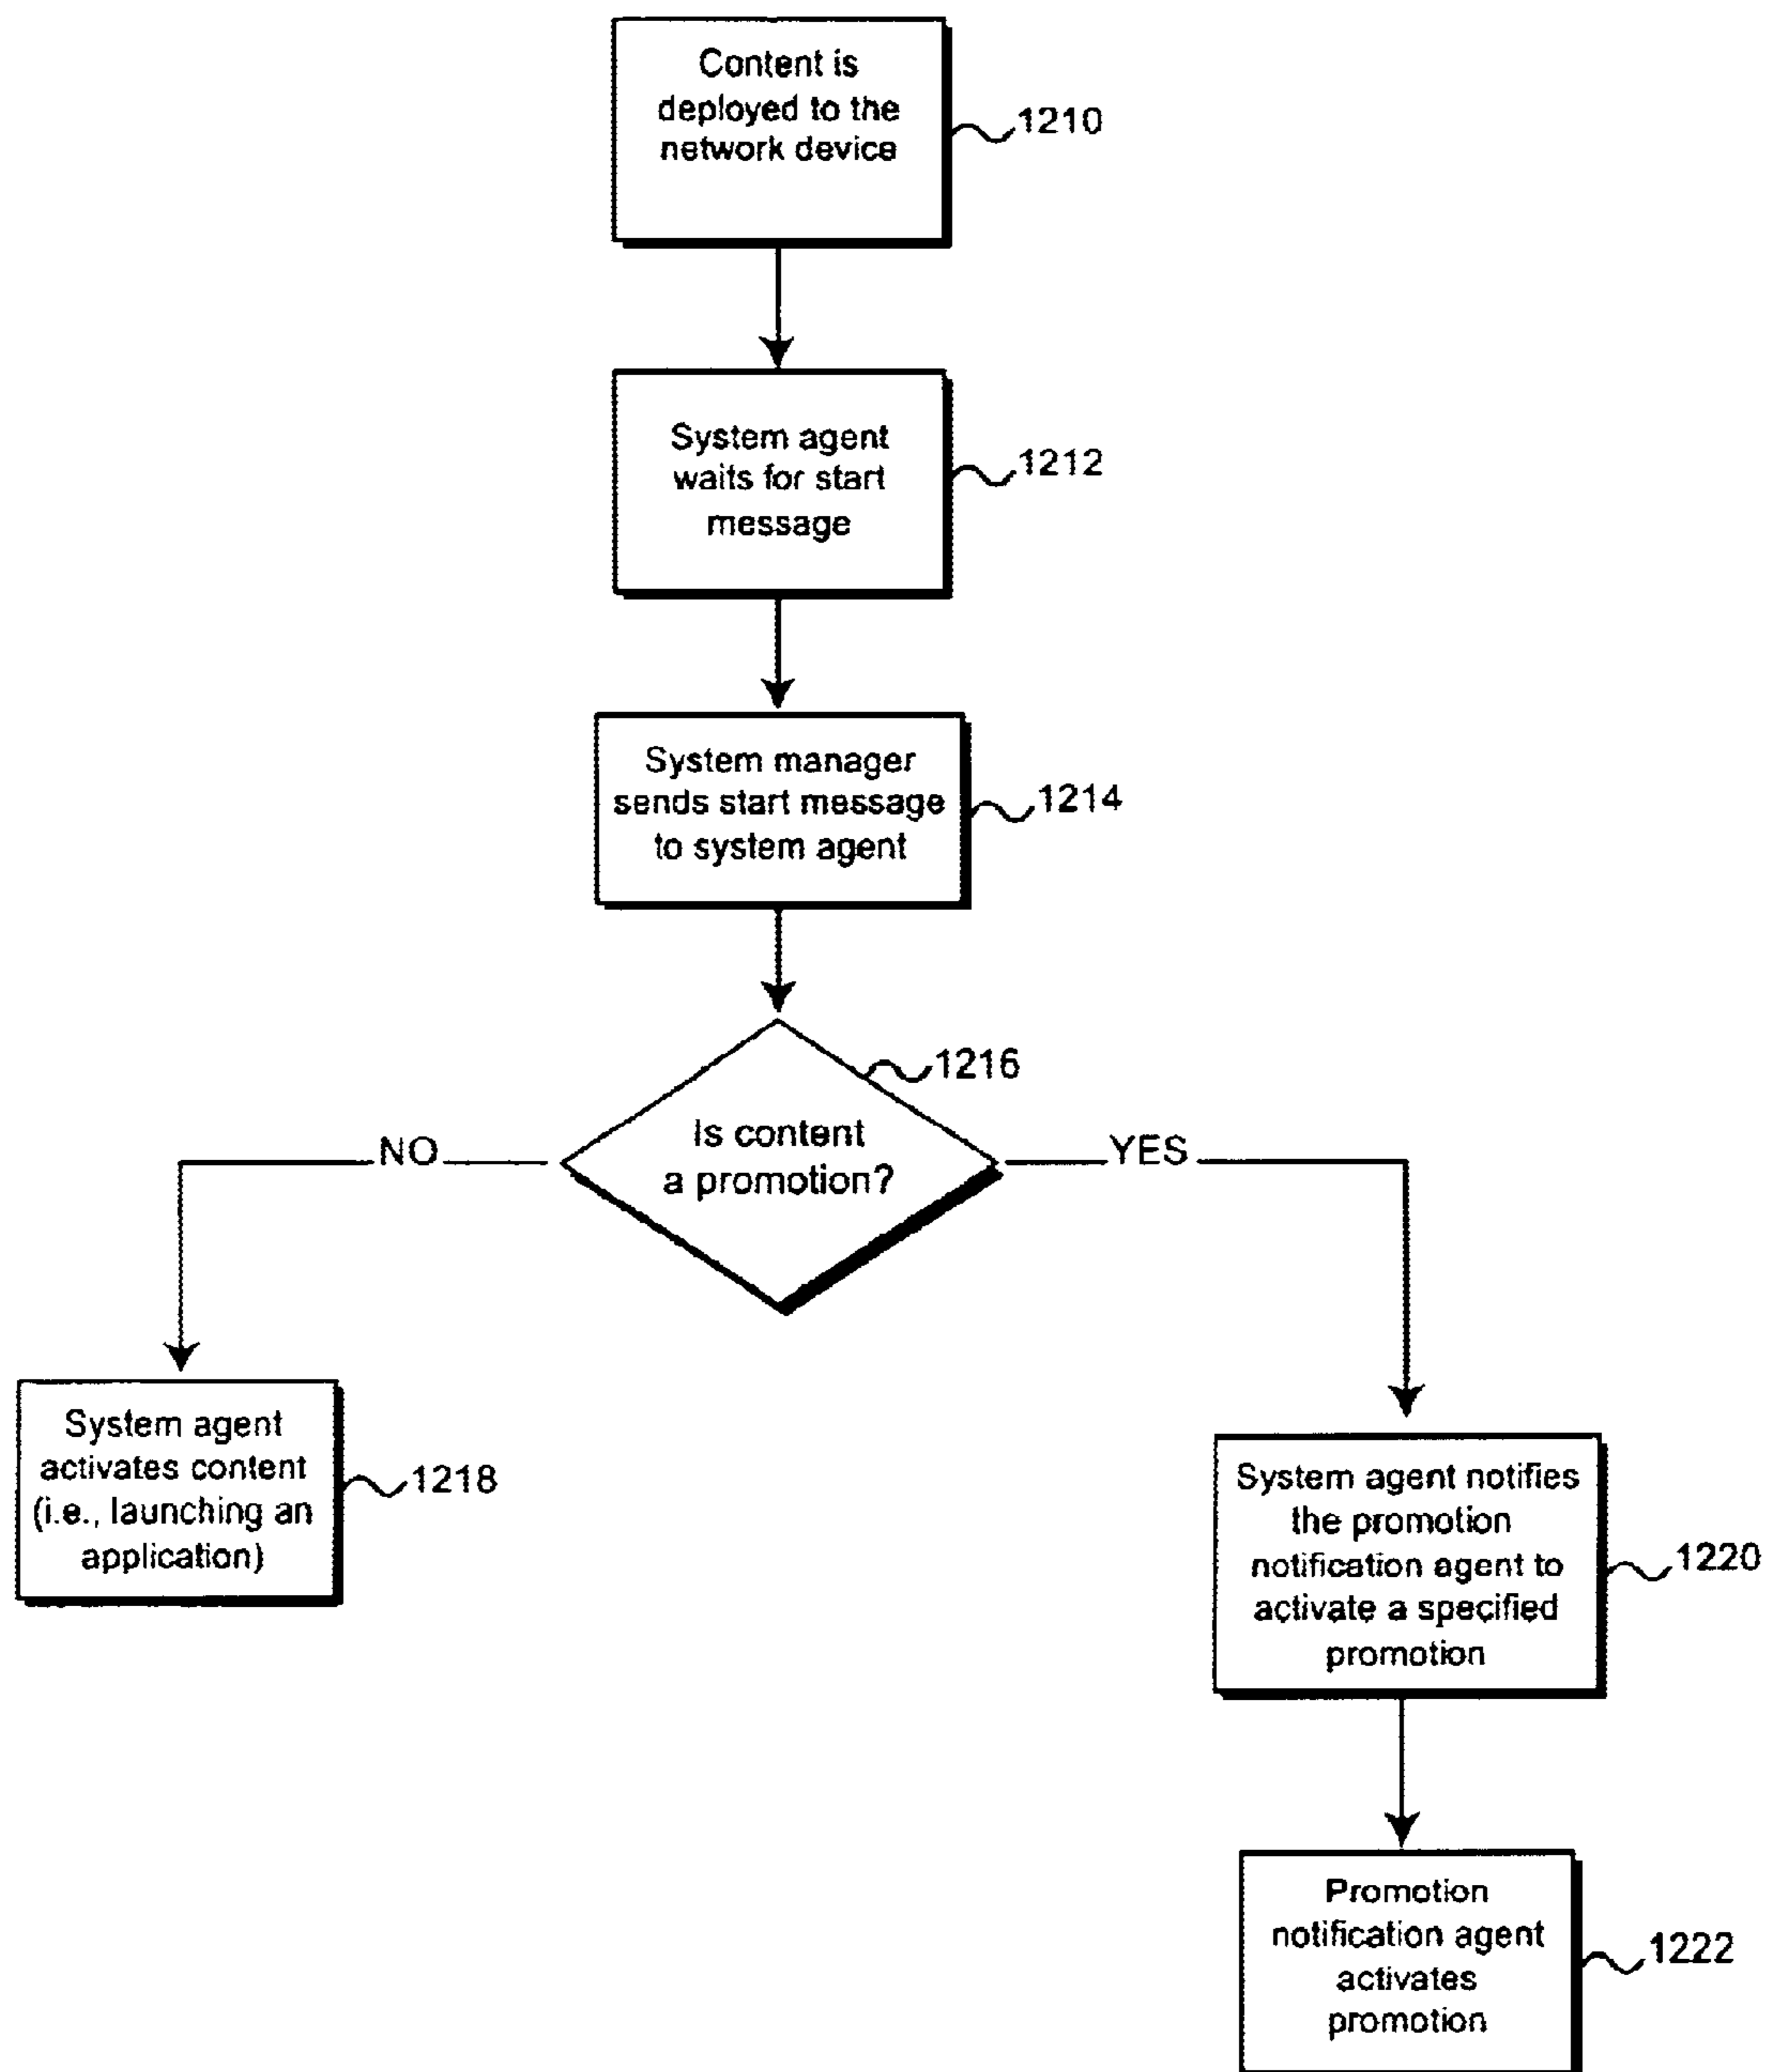 Content is
deployed to the
network device
1210
System agent
waits for start
message
1212
System manager
sends start message
to system agent
1214
1216
Is content
a promotion?
NO
YES
System agent
activates content
(i.e., launching an
application)
1218
System agent notifies
the promotion
notification agent to
activate a specified
promotion
1220
Promotion
notification agent
activates
promotion
1222